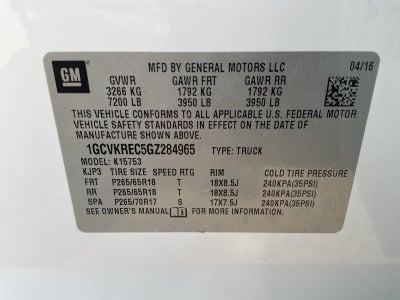 GM
MFD BY GENERAL MOTORS LLC 04/16
GVWR GAWR FRT GAWR RR
3266 KG 1792 KG 1792 KG
7200 LB 3950 LB 3950 LB
THIS VEHICLE CONFORMS TO ALL APPLICABLE U.S. FEDERAL MOTOR
VEHICLE SAFETY STANDARDS IN EFFECT ON THE DATE OF
MANUFACTURE SHOWN ABOVE.
1GCVKREC5GZ284965 TYPE: TRUCK
MODEL: K15753
KJP3 TIRE SIZE SPEED RTG RIM COLD TIRE PRESSURE
FRT P265/65R18 T 18X8.5J 240KPA(35PSI)
RR P265/65R18 T 18X8.5J 240KPA(35PSI)
SPA P265/70R17 S 17X7.5J 240KPA(35PSI)
SEE OWNER'S MANUAL FOR MORE INFORMATION.